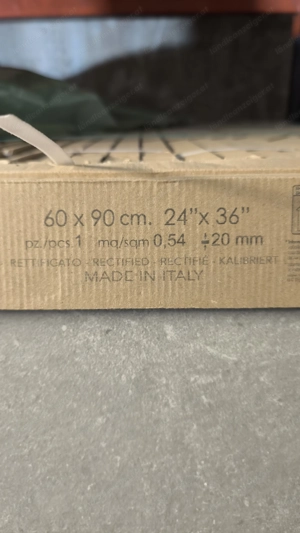 60 x 90 cm. 24"x 36"
pz./pcs.1 mq/sqm 0,54 20 mm
RETTIFICATO - RECTIFIED - RECTIFIÉ - KALIBRIERT
MADE IN ITALY